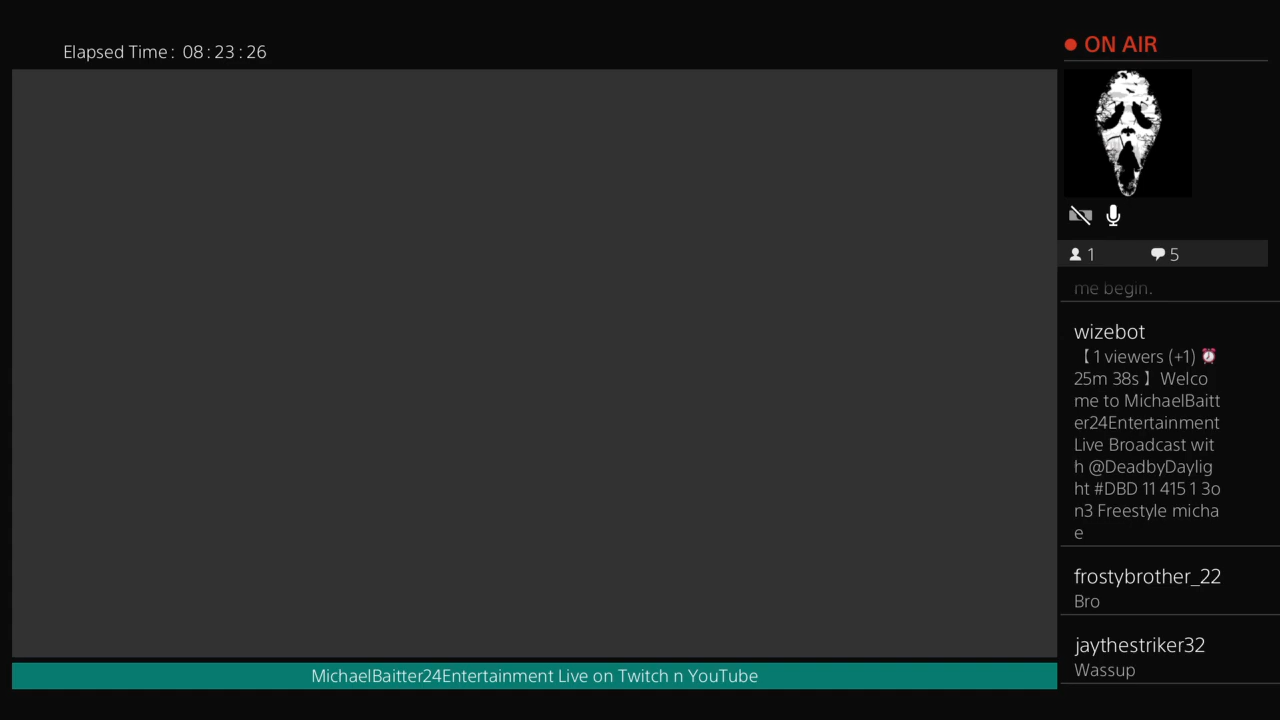 Elapsed Time: 08:23:26
ON AIR
1 5
me begin.
wizebot
【1 viewers (+1) ⏰
25m 38s】Welco
me to MichaelBaitt
er24Entertainment
Live Broadcast wit
h @DeadbyDaylig
ht #DBD 11 415 1 3o
n3 Freestyle micha
e
frostybrother_22
Bro
jaythestriker32
Wassup
MichaelBaitter24Entertainment Live on Twitch n YouTube